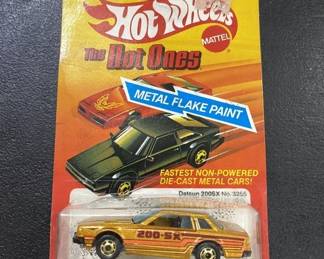 Hot Wheels
MATTEL
The Hot Ones
METAL FLAKE PAINT
FASTEST NON-POWERED
DIE-CAST METAL CARS!
Datsun 200SX No. 3255
200-SX